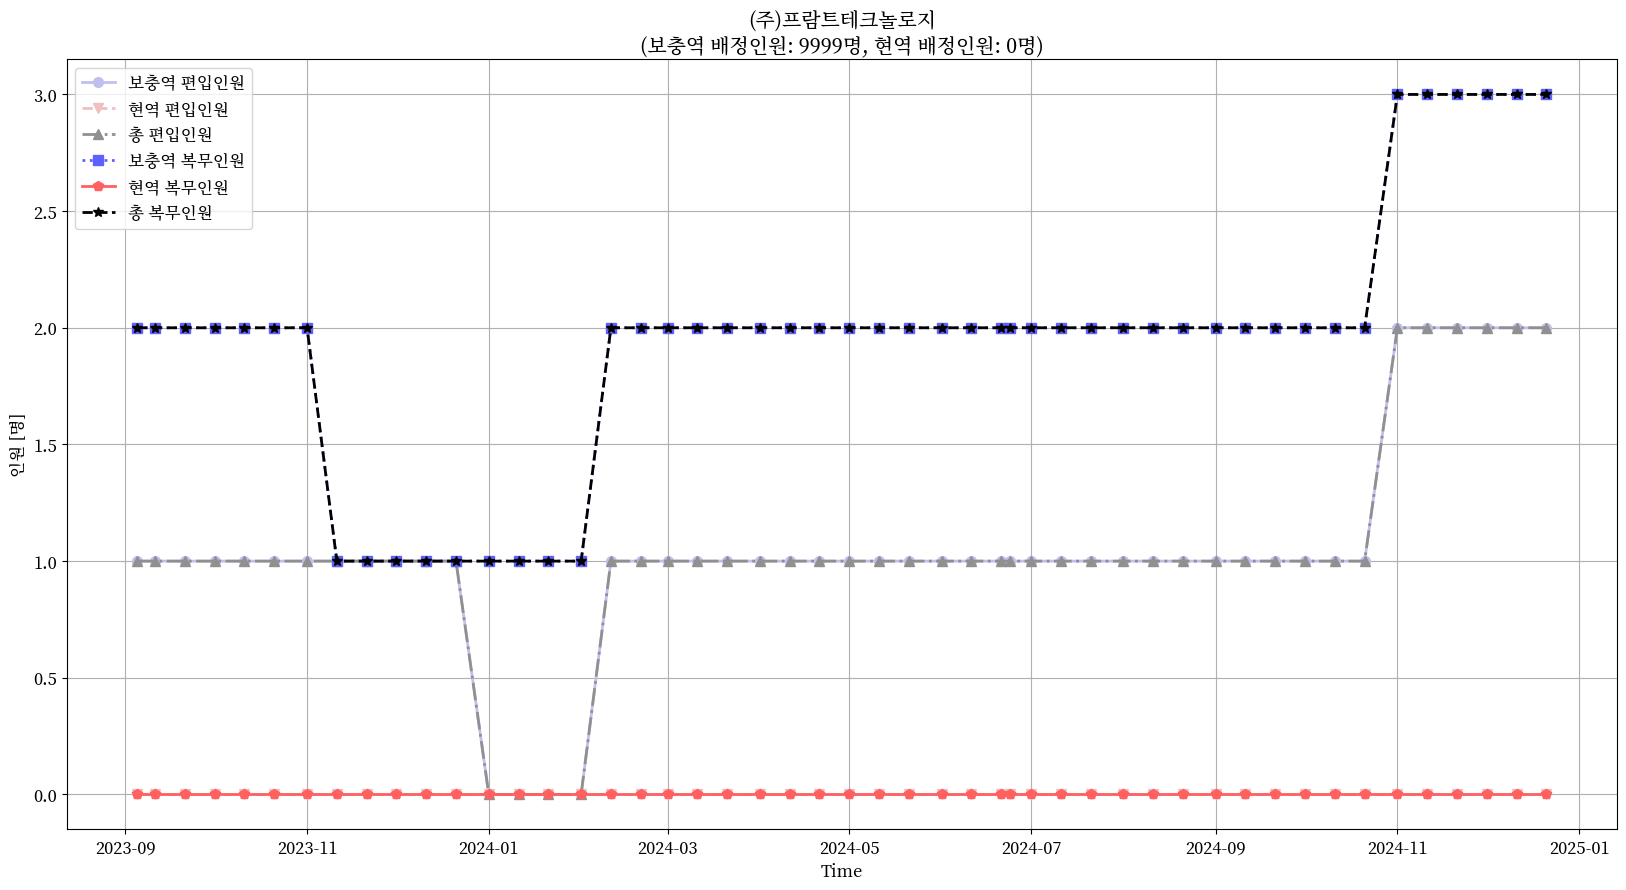 (주)프람트테크놀로지
(보충역 배정인원: 9999명, 현역 배정인원: 0명)
보충역 편입인원
현역 편입인원
총 편입인원
보충역 복무인원
현역 복무인원
총 복무인원
인원 [명]
3.0
2.5
2.0
1.5
1.0
0.5
0.0
2023-09
2023-11
2024-01
2024-03
2024-05
2024-07
2024-09
2024-11
2025-01
Time